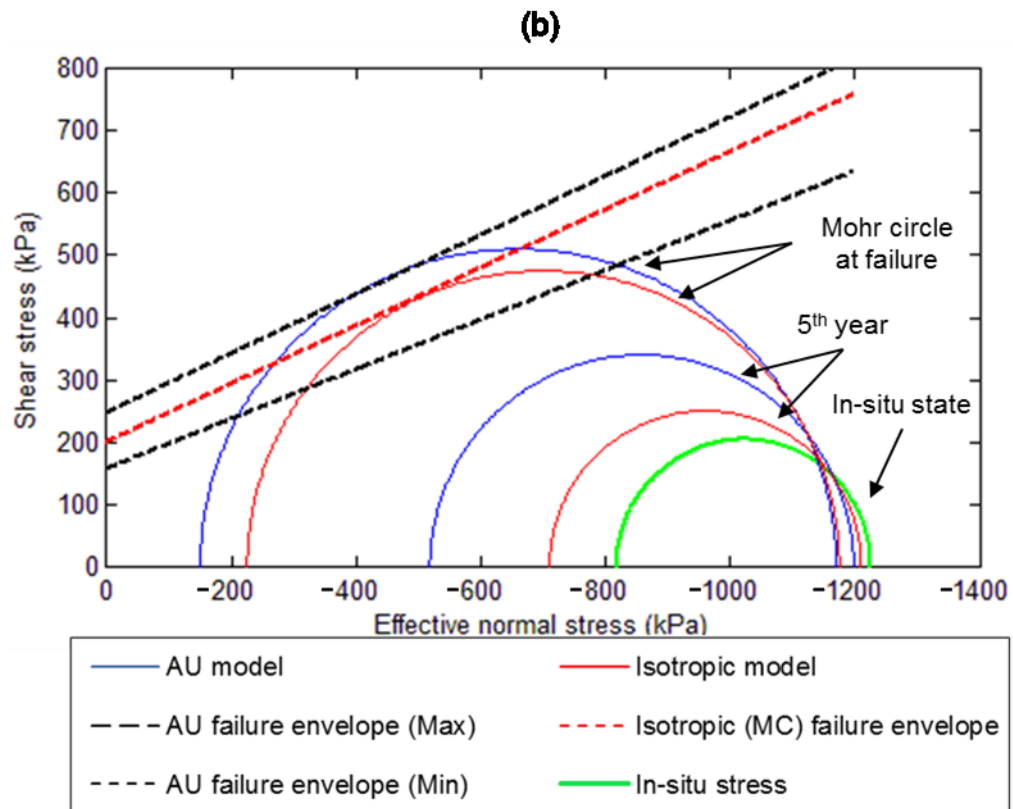 (b)
800
700
600
500
400
300
200
100
0
Shear stress (kPa)
Mohr circle
at failure
5th year
In-situ state
0
−200
−400
−600
−800
−1000
−1200
−1400
Effective normal stress (kPa)
AU model
Isotropic model
AU failure envelope (Max)
Isotropic (MC) failure envelope
AU failure envelope (Min)
In-situ stress